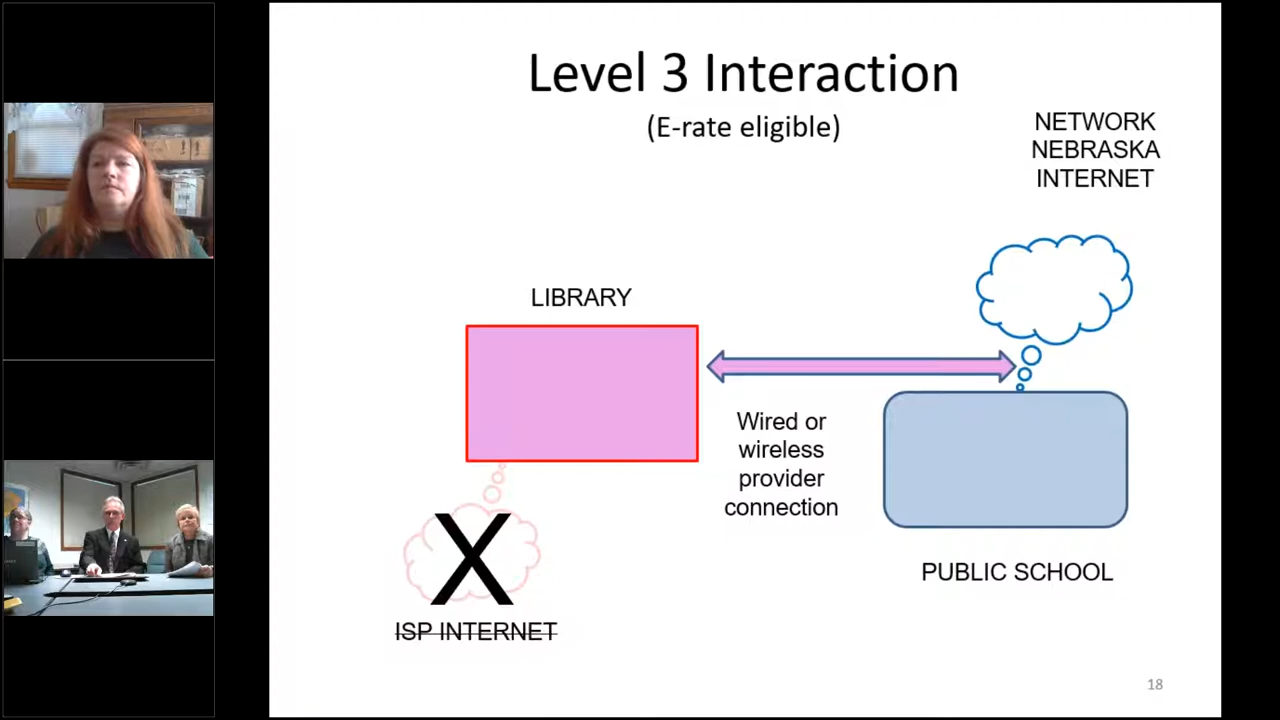 Level 3 Interaction
(E-rate eligible)
NETWORK
NEBRASKA
INTERNET
LIBRARY
Wired or
wireless
provider
connection
PUBLIC SCHOOL
X
ISP INTERNET
18